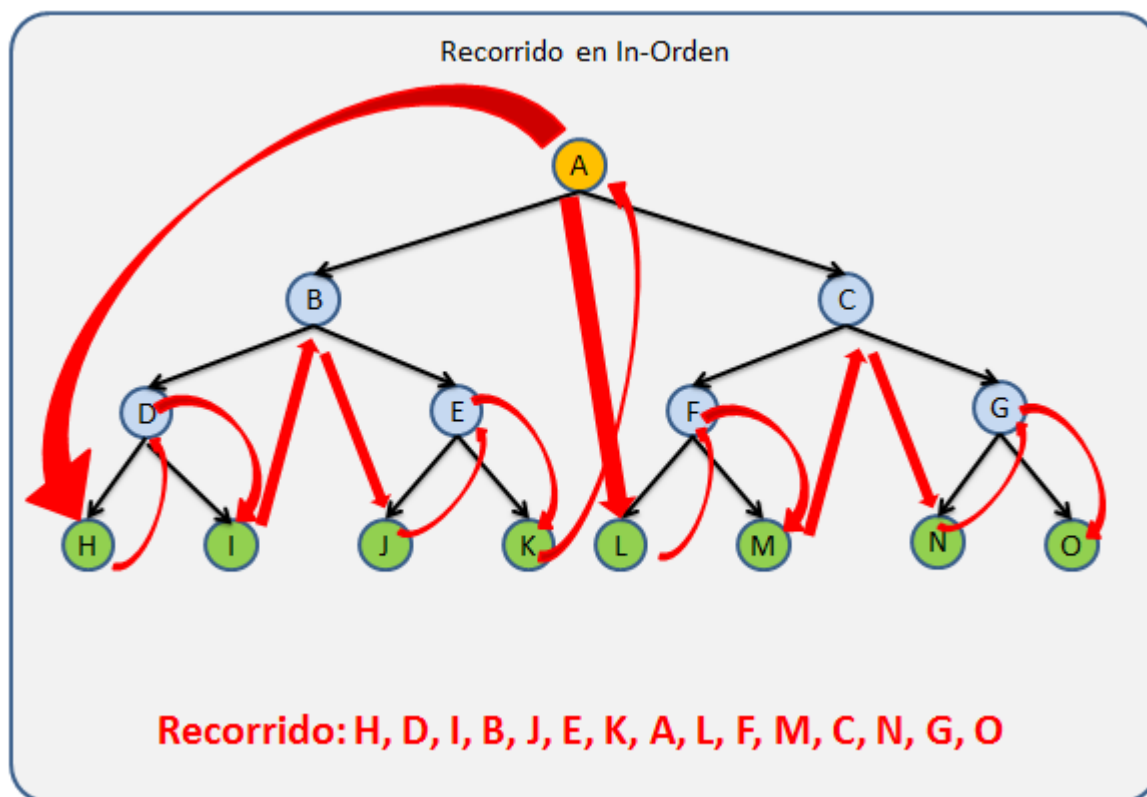 Recorrido en In-Orden
A
B C
D E F G
H I J K L M N O
Recorrido: H, D, I, B, J, E, K, A, L, F, M, C, N, G, O